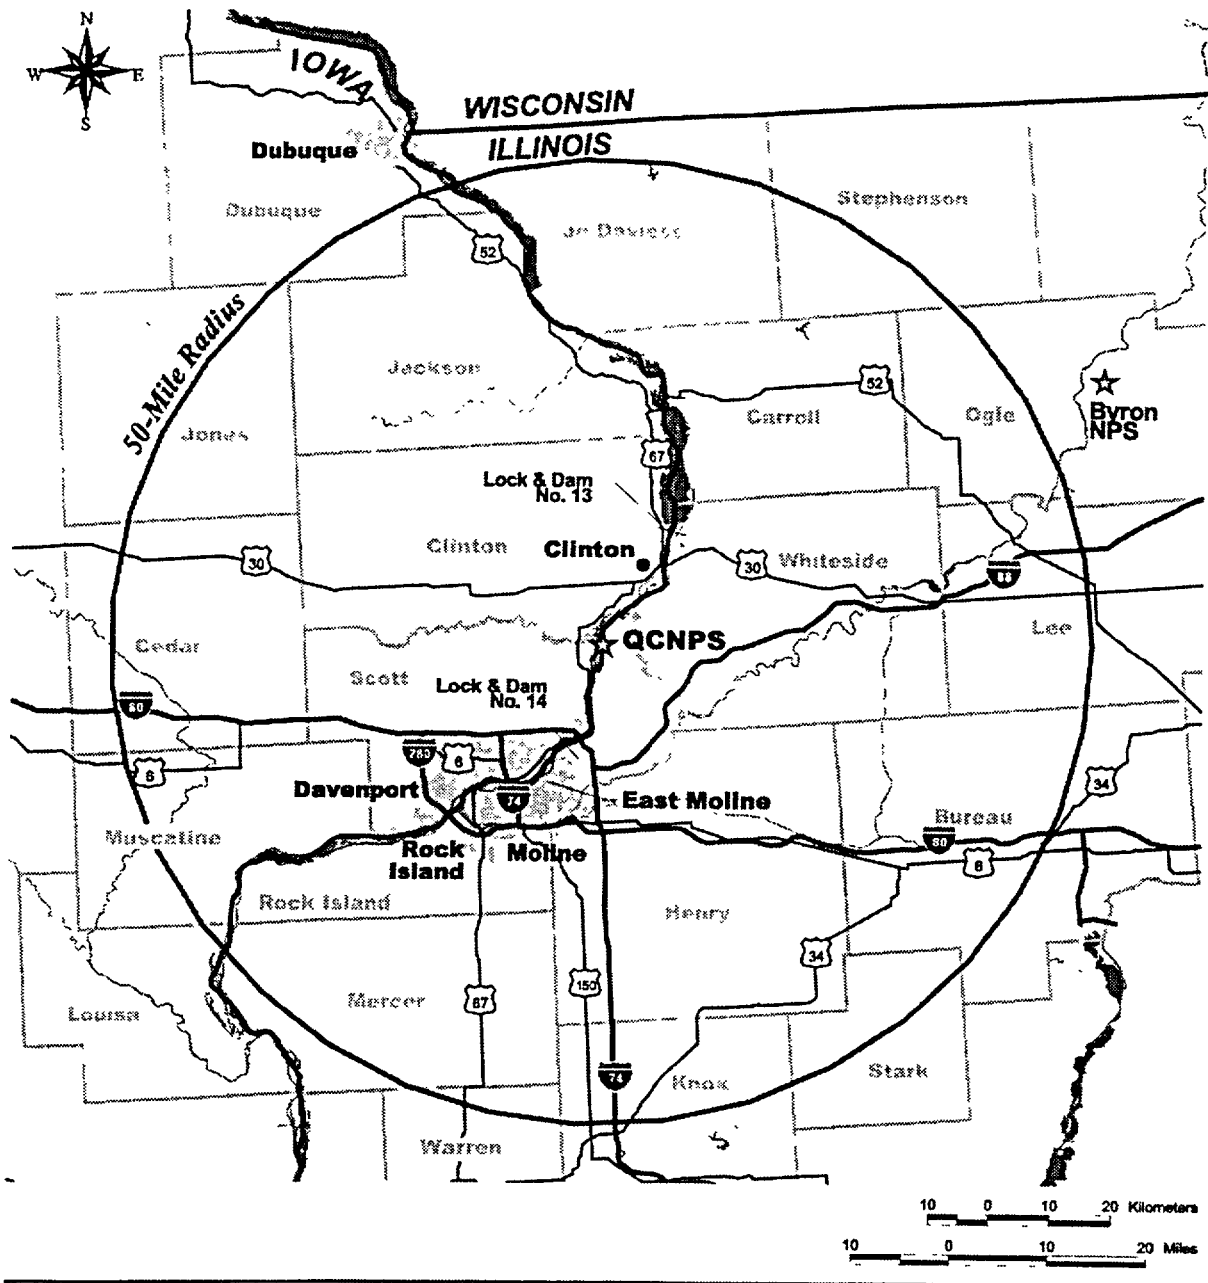 N
W E
S
IOWA
WISCONSIN
ILLINOIS
Dubuque
Dubuque
Stephenson
52
50-Mile Radius
Jackson
52
Carroll
Ogle
Byron
NPS
Jones
67
Lock & Dam
No. 13
Clinton
Clinton
30
30
Whiteside
88
QCNPS
Cedar
Lee
Scott
Lock & Dam
No. 14
80
280
6
6
34
Davenport
74
East Moline
Bureau
Muscatine
80
6
Rock
Island
Moline
Rock Island
Henry
34
Mercer
67
150
Louisa
74
Knox
Stark
Warren
10 0 10 20 Kilometers
10 0 10 20 Miles